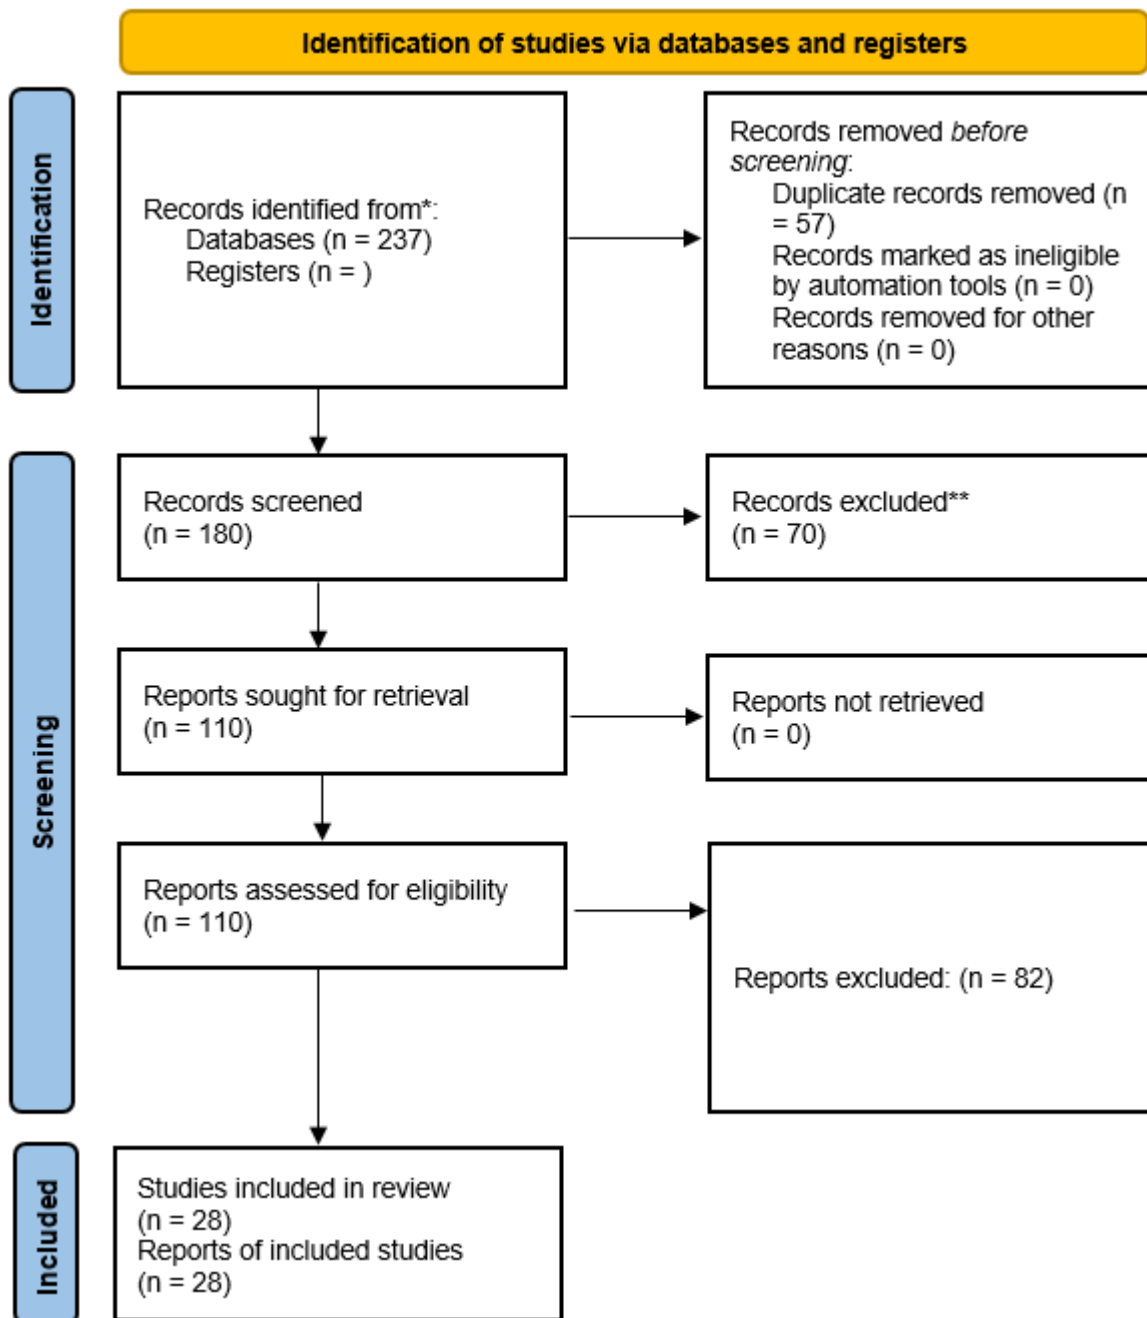 Identification of studies via databases and registers
Identification
Records identified from*:
Databases (n = 237)
Registers (n = )
Records removed before
screening:
Duplicate records removed (n
= 57)
Records marked as ineligible
by automation tools (n = 0)
Records removed for other
reasons (n = 0)
Screening
Records screened
(n = 180)
Records excluded**
(n = 70)
Reports sought for retrieval
(n = 110)
Reports not retrieved
(n = 0)
Reports assessed for eligibility
(n = 110)
Reports excluded: (n = 82)
Included
Studies included in review
(n = 28)
Reports of included studies
(n = 28)